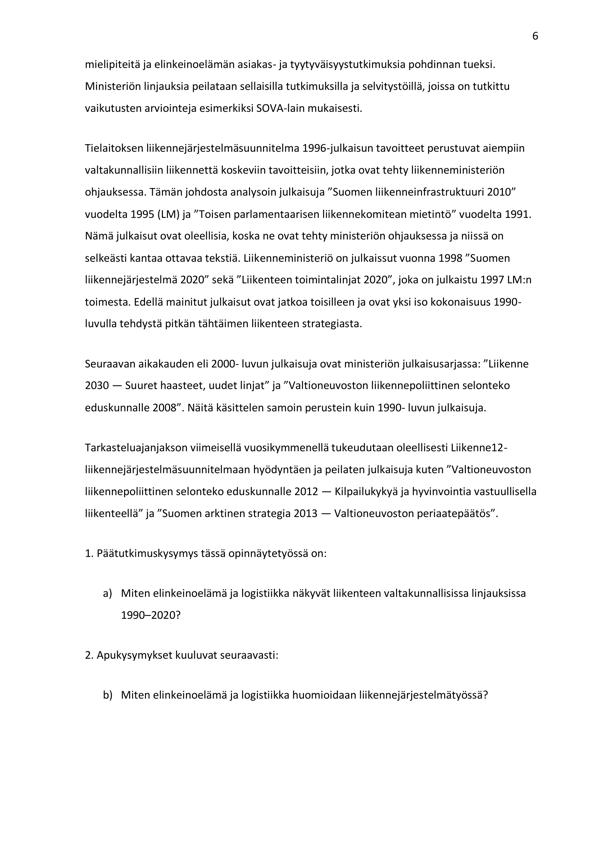 6
mielipiteitä ja elinkeinoelämän asiakas- ja tyytyväisyystutkimuksia pohdinnan tueksi.
Ministeriön linjauksia peilataan sellaisilla tutkimuksilla ja selvitystöillä, joissa on tutkittu
vaikutusten arviointeja esimerkiksi SOVA-lain mukaisesti.
Tielaitoksen liikennejärjestelmäsuunnitelma 1996-julkaisun tavoitteet perustuvat aiempiin
valtakunnallisiin liikennettä koskeviin tavoitteisiin, jotka ovat tehty liikenneministeriön
ohjauksessa. Tämän johdosta analysoin julkaisuja ”Suomen liikenneinfrastruktuuri 2010”
vuodelta 1995 (LM) ja ”Toisen parlamentaarisen liikennekomitean mietintö” vuodelta 1991.
Nämä julkaisut ovat oleellisia, koska ne ovat tehty ministeriön ohjauksessa ja niissä on
selkeästi kantaa ottavaa tekstiä. Liikenneministeriö on julkaissut vuonna 1998 ”Suomen
liikennejärjestelmä 2020” sekä ”Liikenteen toimintalinjat 2020”, joka on julkaistu 1997 LM:n
toimesta. Edellä mainitut julkaisut ovat jatkoa toisilleen ja ovat yksi iso kokonaisuus 1990-
luvulla tehdystä pitkän tähtäimen liikenteen strategiasta.
Seuraavan aikakauden eli 2000- luvun julkaisuja ovat ministeriön julkaisusarjassa: ”Liikenne
2030 — Suuret haasteet, uudet linjat” ja ”Valtioneuvoston liikennepoliittinen selonteko
eduskunnalle 2008”. Näitä käsittelen samoin perustein kuin 1990- luvun julkaisuja.
Tarkasteluajanjakson viimeisellä vuosikymmenellä tukeudutaan oleellisesti Liikenne12-
liikennejärjestelmäsuunnitelmaan hyödyntäen ja peilaten julkaisuja kuten ”Valtioneuvoston
liikennepoliittinen selonteko eduskunnalle 2012 — Kilpailukykyä ja hyvinvointia vastuullisella
liikenteellä” ja ”Suomen arktinen strategia 2013 — Valtioneuvoston periaatepäätös”.
1. Päätutkimuskysymys tässä opinnäytetyössä on:
a) Miten elinkeinoelämä ja logistiikka näkyvät liikenteen valtakunnallisissa linjauksissa
1990–2020?
2. Apukysymykset kuuluvat seuraavasti:
b) Miten elinkeinoelämä ja logistiikka huomioidaan liikennejärjestelmätyössä?